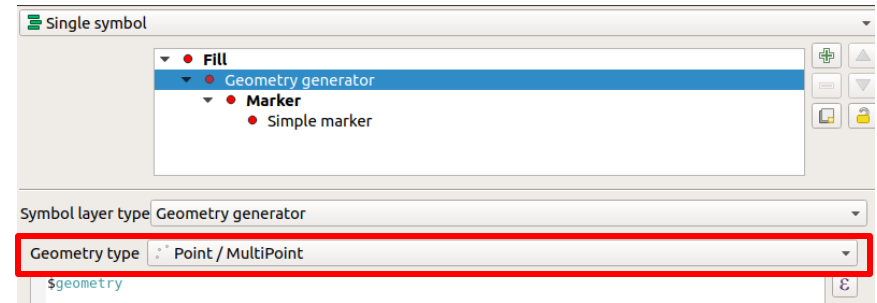 Single symbol
Fill
Geometry generator
Marker
Simple marker
Symbol layer type Geometry generator
Geometry type Point / MultiPoint
$geometry ε